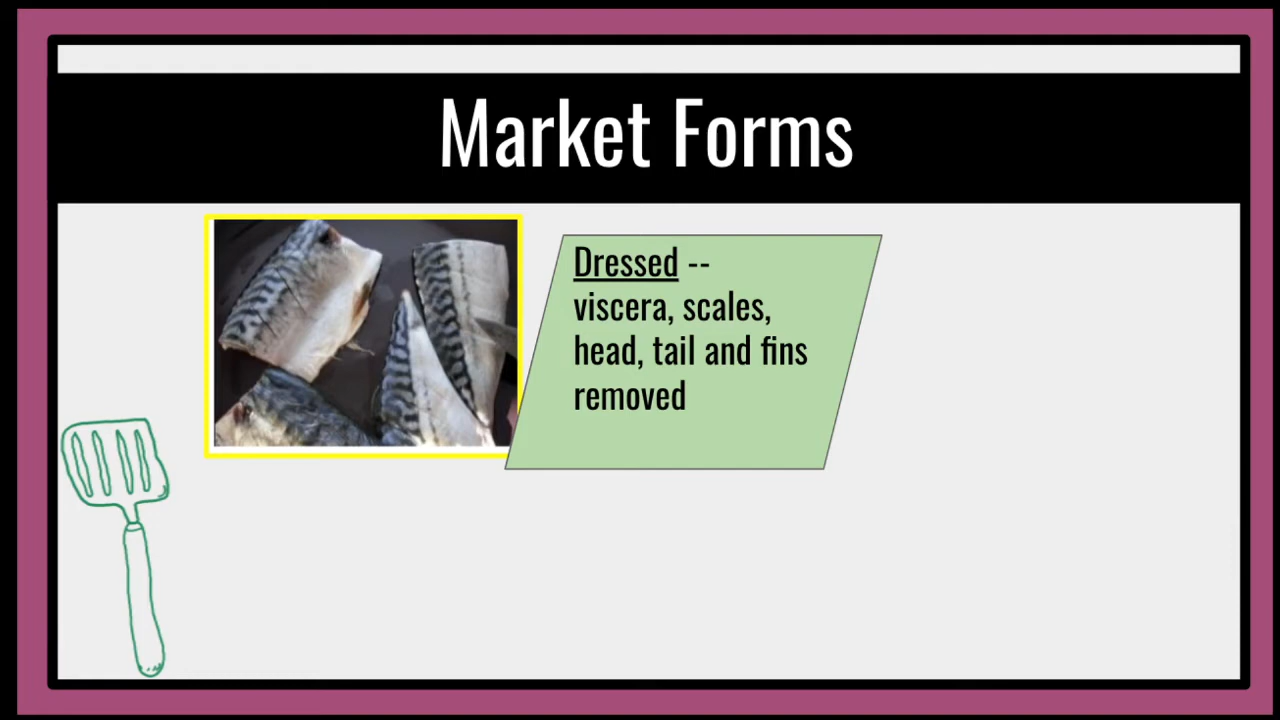 Market Forms
Dressed --
viscera, scales,
head, tail and fins
removed